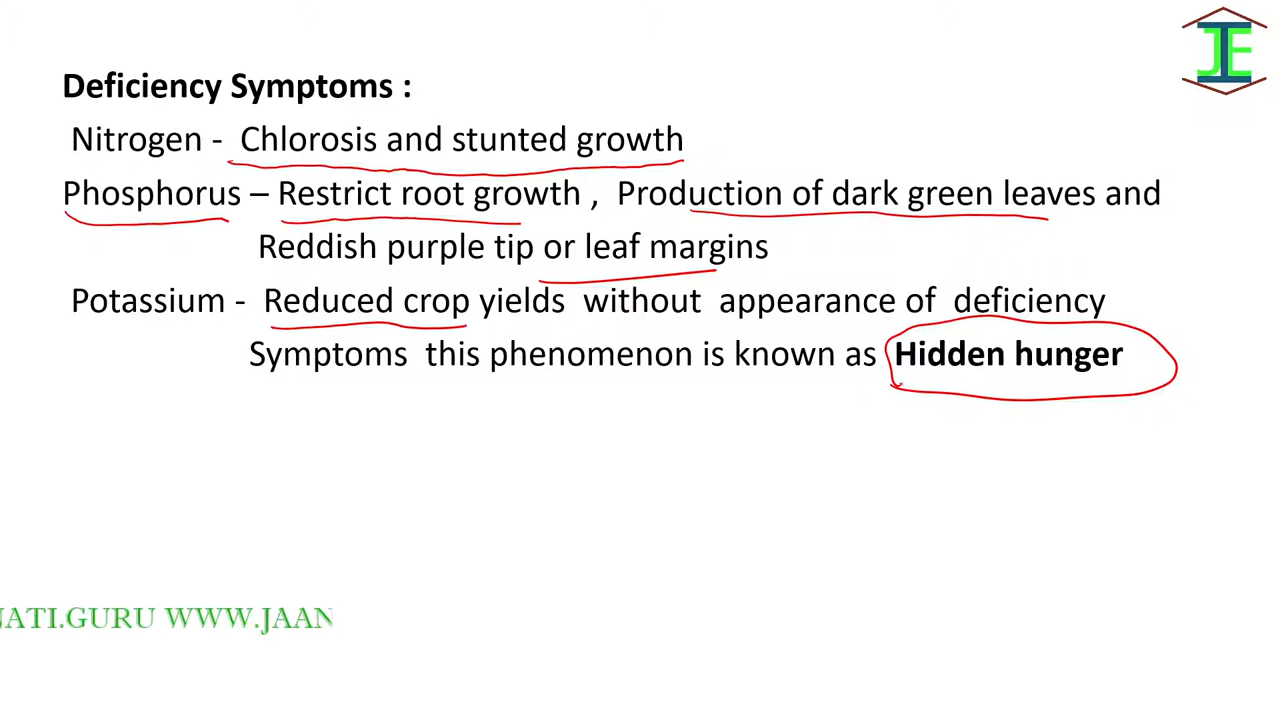 Deficiency Symptoms :
Nitrogen - Chlorosis and stunted growth
Phosphorus – Restrict root growth , Production of dark green leaves and
Reddish purple tip or leaf margins
Potassium - Reduced crop yields without appearance of deficiency
Symptoms this phenomenon is known as Hidden hunger
NATI.GURU WWW.JAAN
JE